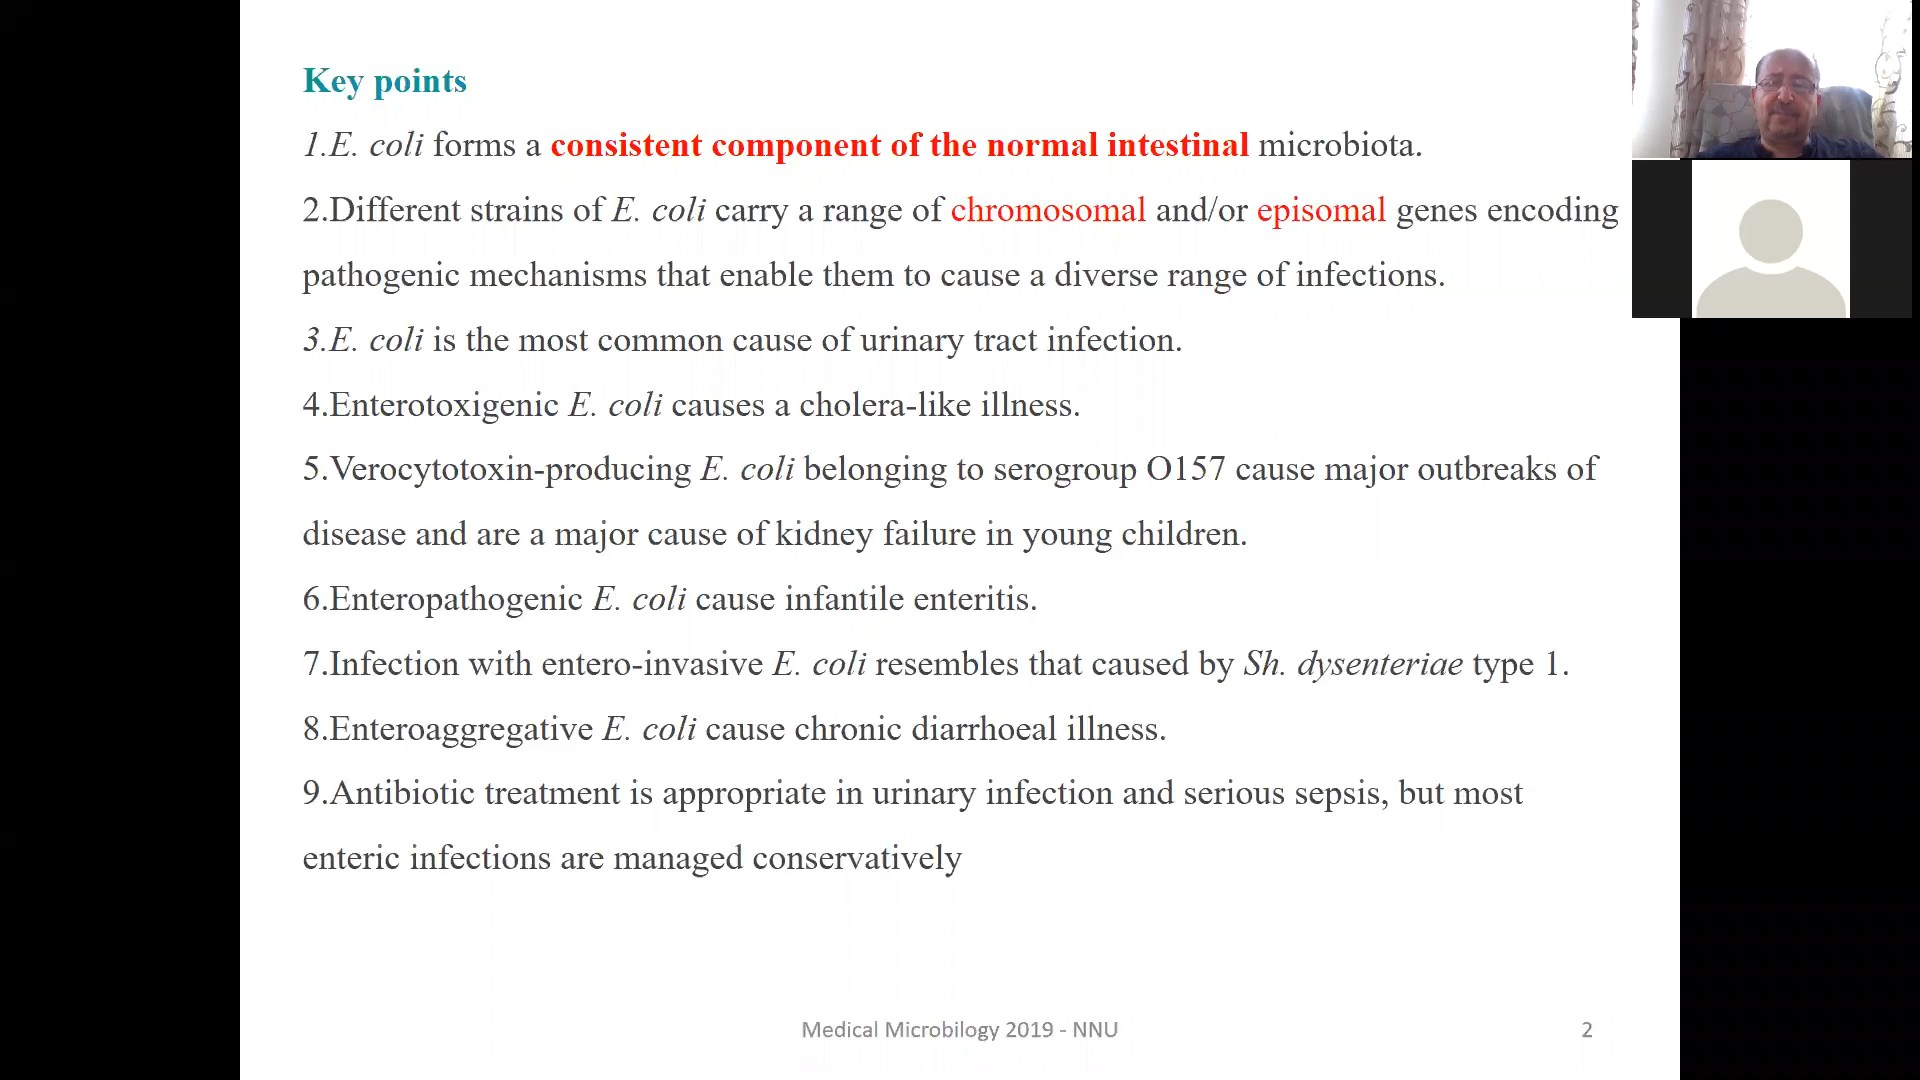 Key points
1.E. coli forms a consistent component of the normal intestinal microbiota.
2.Different strains of E. coli carry a range of chromosomal and/or episomal genes encoding
pathogenic mechanisms that enable them to cause a diverse range of infections.
3.E. coli is the most common cause of urinary tract infection.
4.Enterotoxigenic E. coli causes a cholera-like illness.
5.Verocytotoxin-producing E. coli belonging to serogroup O157 cause major outbreaks of
disease and are a major cause of kidney failure in young children.
6.Enteropathogenic E. coli cause infantile enteritis.
7.Infection with entero-invasive E. coli resembles that caused by Sh. dysenteriae type 1.
8.Enteroaggregative E. coli cause chronic diarrhoeal illness.
9.Antibiotic treatment is appropriate in urinary infection and serious sepsis, but most
enteric infections are managed conservatively
Medical Microbilogy 2019 - NNU
2